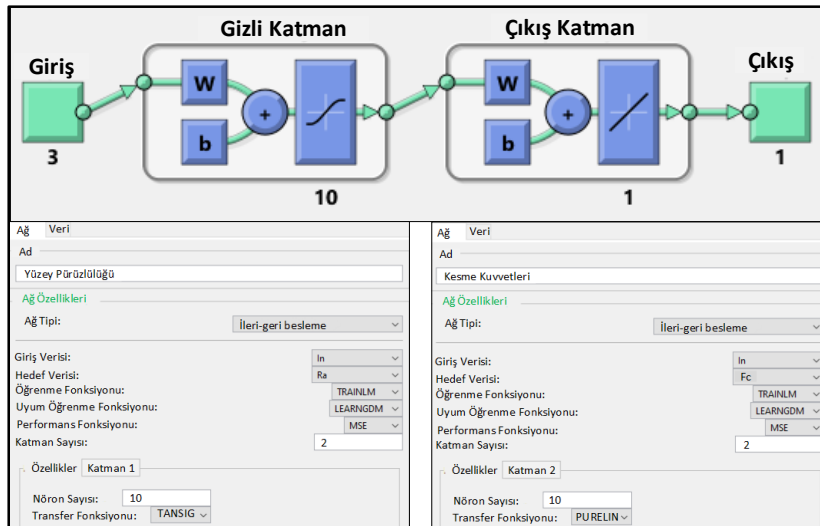 Gizli Katman
Çıkış Katman
Giriş
Çıkış
W
b
+
W
b
+
3
10
1
1
Ağ Veri
Ad
Yüzey Pürüzlülüğü
Ağ Özellikleri
Ağ Tipi: İleri-geri besleme
Giriş Verisi: In
Hedef Verisi: Ra
Öğrenme Fonksiyonu: TRAINLM
Uyum Öğrenme Fonksiyonu: LEARNGDM
Performans Fonksiyonu: MSE
Katman Sayısı: 2
Özellikler Katman 1
Nöron Sayısı: 10
Transfer Fonksiyonu: TANSIG
Ağ Veri
Ad
Kesme Kuvvetleri
Ağ Özellikleri
Ağ Tipi: İleri-geri besleme
Giriş Verisi: In
Hedef Verisi: Fc
Öğrenme Fonksiyonu: TRAINLM
Uyum Öğrenme Fonksiyonu: LEARNGDM
Performans Fonksiyonu: MSE
Katman Sayısı: 2
Özellikler Katman 2
Nöron Sayısı: 10
Transfer Fonksiyonu: PURELIN